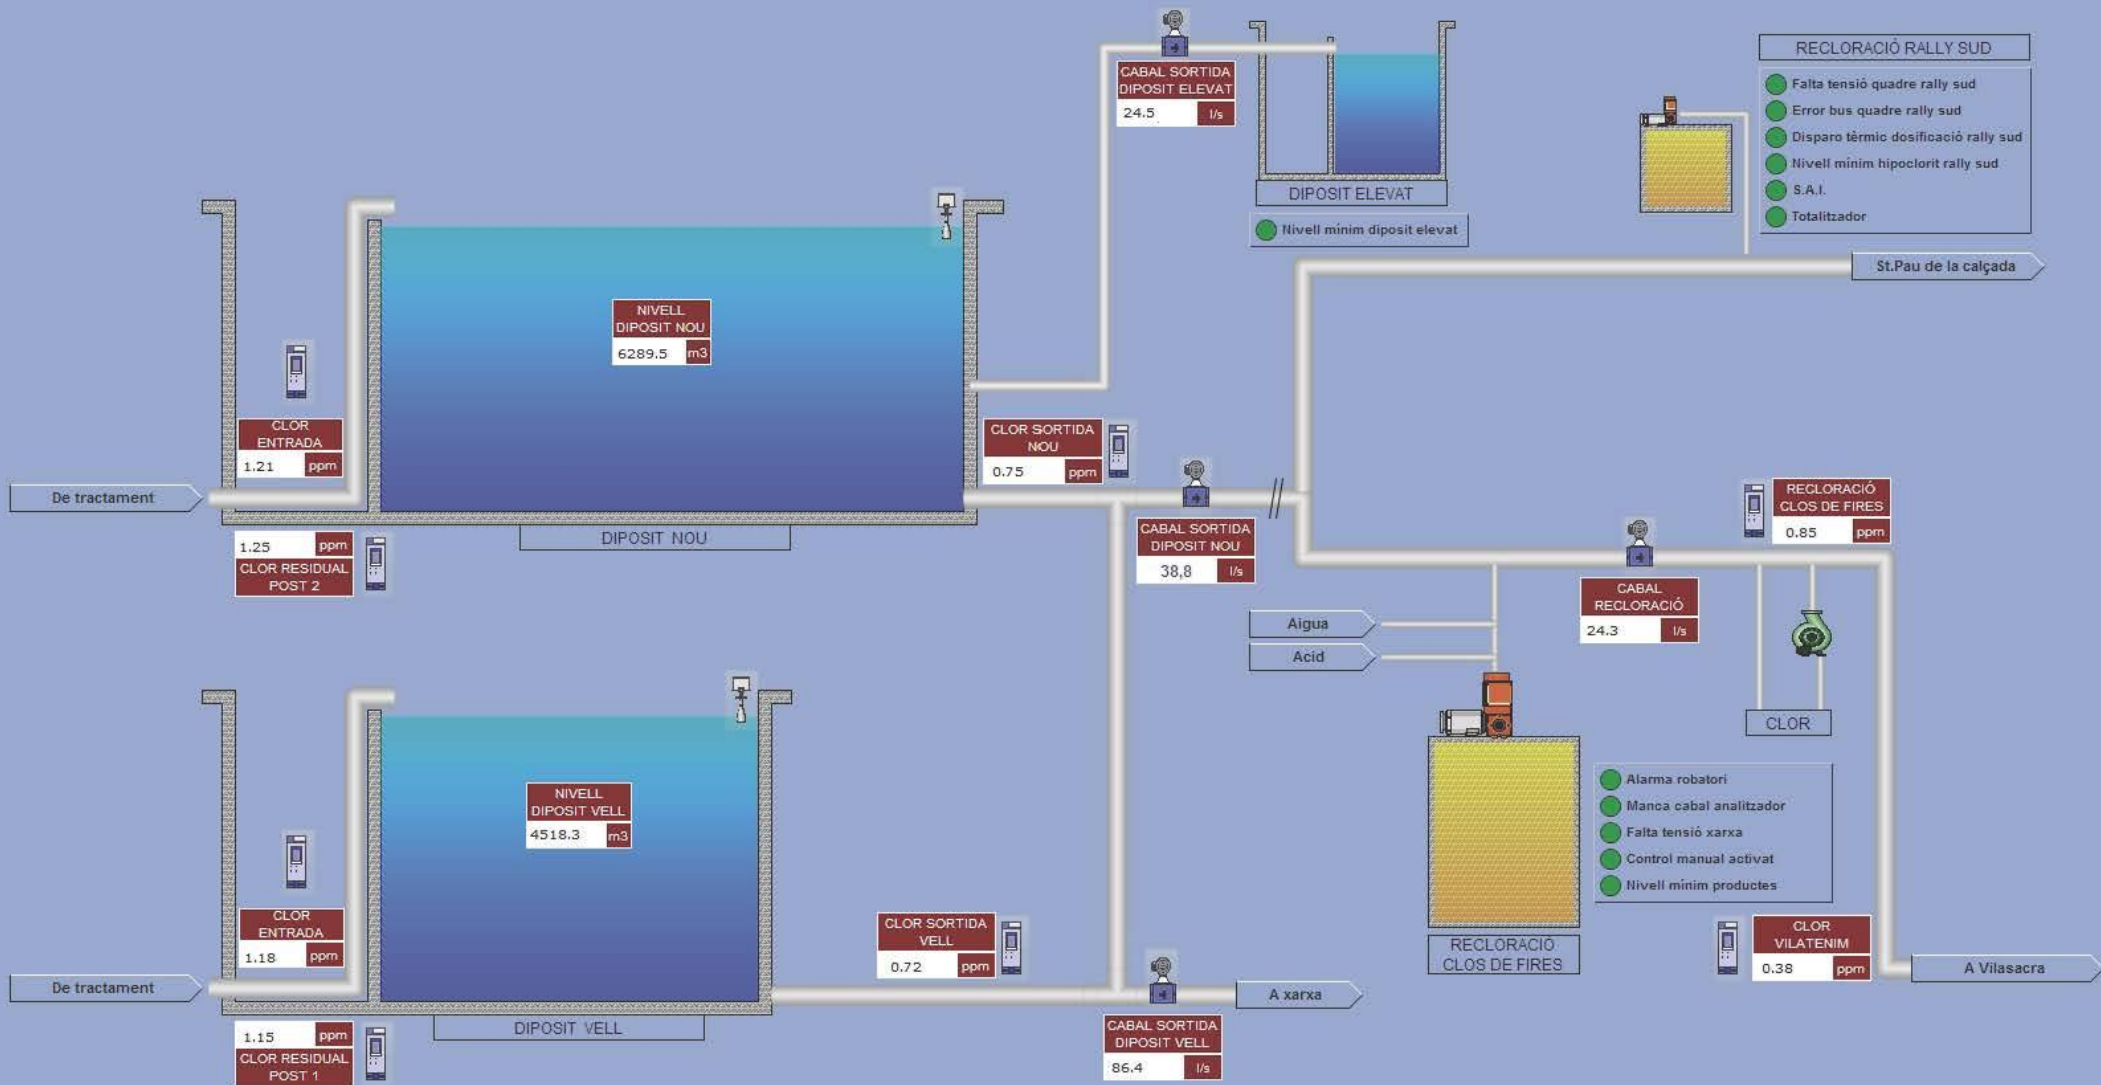 CABAL SORTIDA
DIPOSIT ELEVAT
24.5 l/s
DIPOSIT ELEVAT
Nivell mínim diposit elevat
RECLORACIÓ RALLY SUD
Falta tensió quadre rally sud
Error bus quadre rally sud
Disparo tèrmic dosificació rally sud
Nivell mínim hipoclorit rally sud
S.A.I.
Totalitzador
St.Pau de la calçada
NIVELL
DIPOSIT NOU
6289.5 m3
CLOR
ENTRADA
1.21 ppm
De tractament
1.25 ppm
CLOR RESIDUAL
POST 2
DIPOSIT NOU
CLOR SORTIDA
NOU
0.75 ppm
CABAL SORTIDA
DIPOSIT NOU
38,8 l/s
RECLORACIÓ
CLOS DE FIRES
0.85 ppm
CABAL
RECLORACIÓ
24.3 l/s
Aigua
Acid
CLOR
Alarma robatori
Manca cabal analitzador
Falta tensió xarxa
Control manual activat
Nivell mínim productes
RECLORACIÓ
CLOS DE FIRES
CLOR
VILATENIM
0.38 ppm
A Vilasacra
NIVELL
DIPOSIT VELL
4518.3 m3
CLOR
ENTRADA
1.18 ppm
De tractament
1.15 ppm
CLOR RESIDUAL
POST 1
DIPOSIT VELL
CLOR SORTIDA
VELL
0.72 ppm
A xarxa
CABAL SORTIDA
DIPOSIT VELL
86.4 l/s